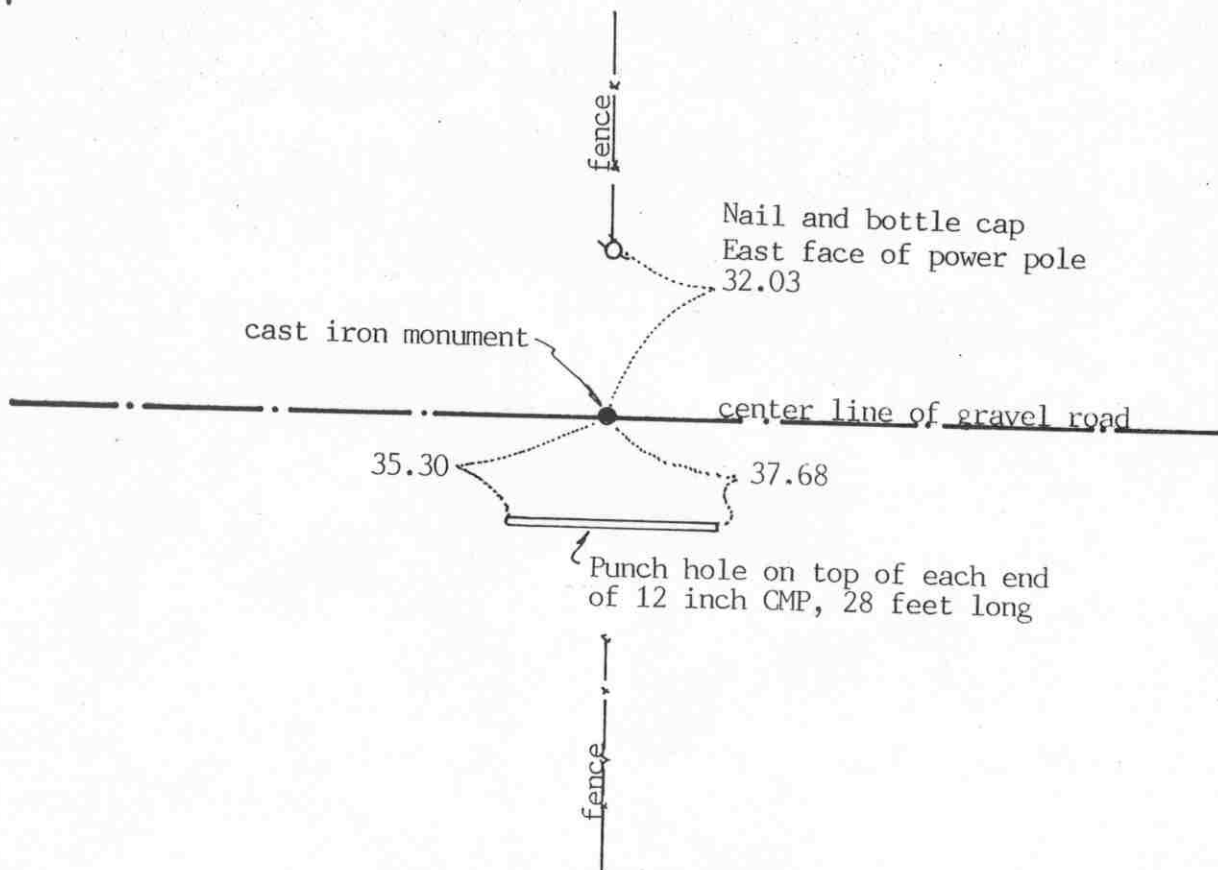 fence
Nail and bottle cap
East face of power pole
32.03
cast iron monument
center line of gravel road
35.30
37.68
Punch hole on top of each end
of 12 inch CMP, 28 feet long
fence